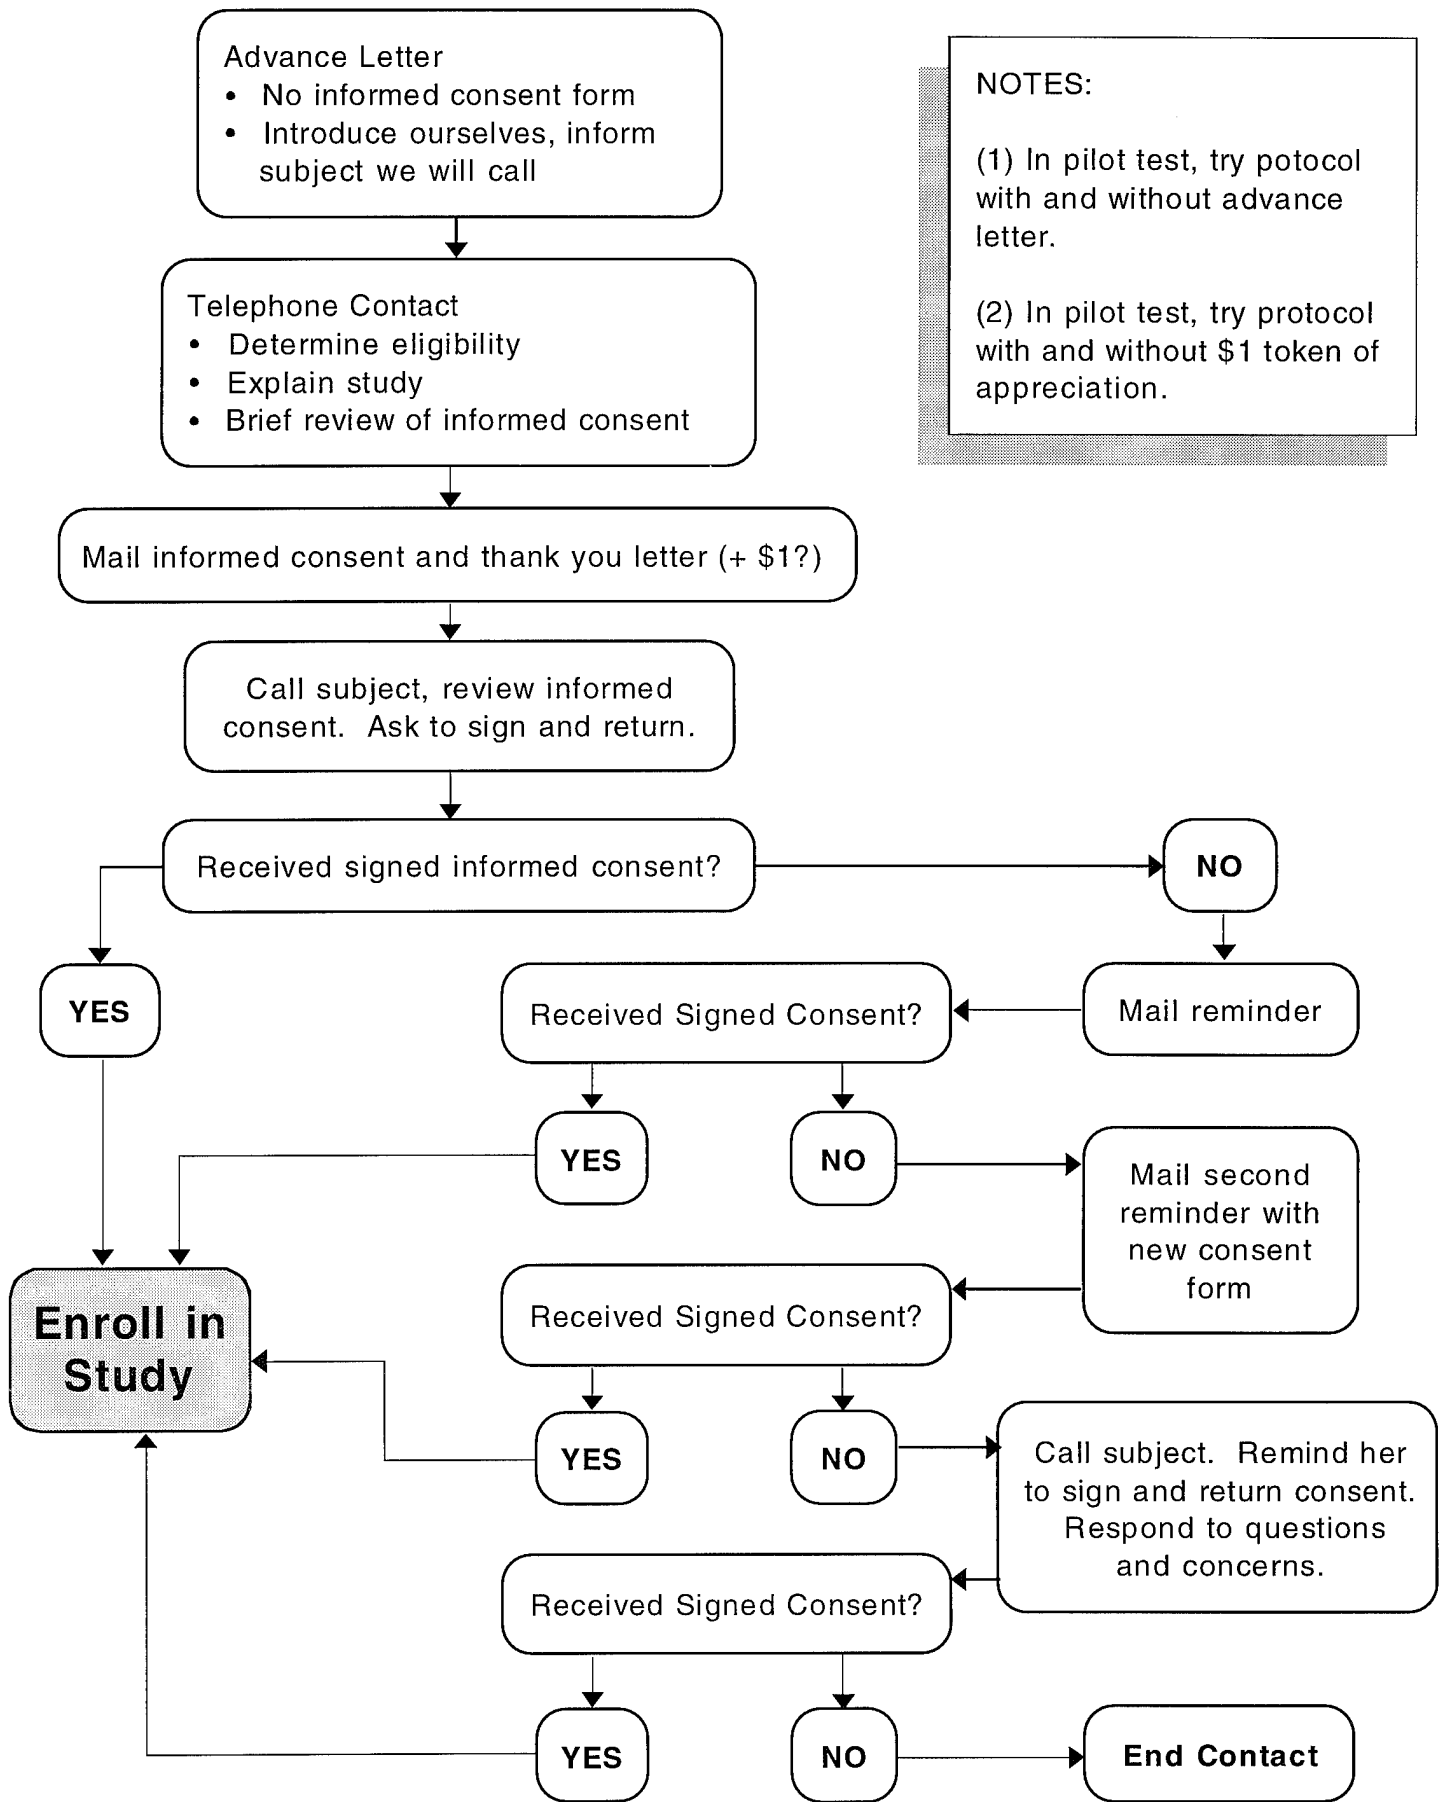 Advance Letter
• No informed consent form
• Introduce ourselves, inform
subject we will call
NOTES:
(1) In pilot test, try potocol
with and without advance
letter.
(2) In pilot test, try protocol
with and without $1 token of
appreciation.
Telephone Contact
• Determine eligibility
• Explain study
• Brief review of informed consent
Mail informed consent and thank you letter (+ $1?)
Call subject, review informed
consent.  Ask to sign and return.
Received signed informed consent?
NO
YES
Received Signed Consent?
Mail reminder
YES
NO
Mail second
reminder with
new consent
form
Enroll in
Study
Received Signed Consent?
YES
NO
Call subject.  Remind her
to sign and return consent.
Respond to questions
and concerns.
Received Signed Consent?
YES
NO
End Contact